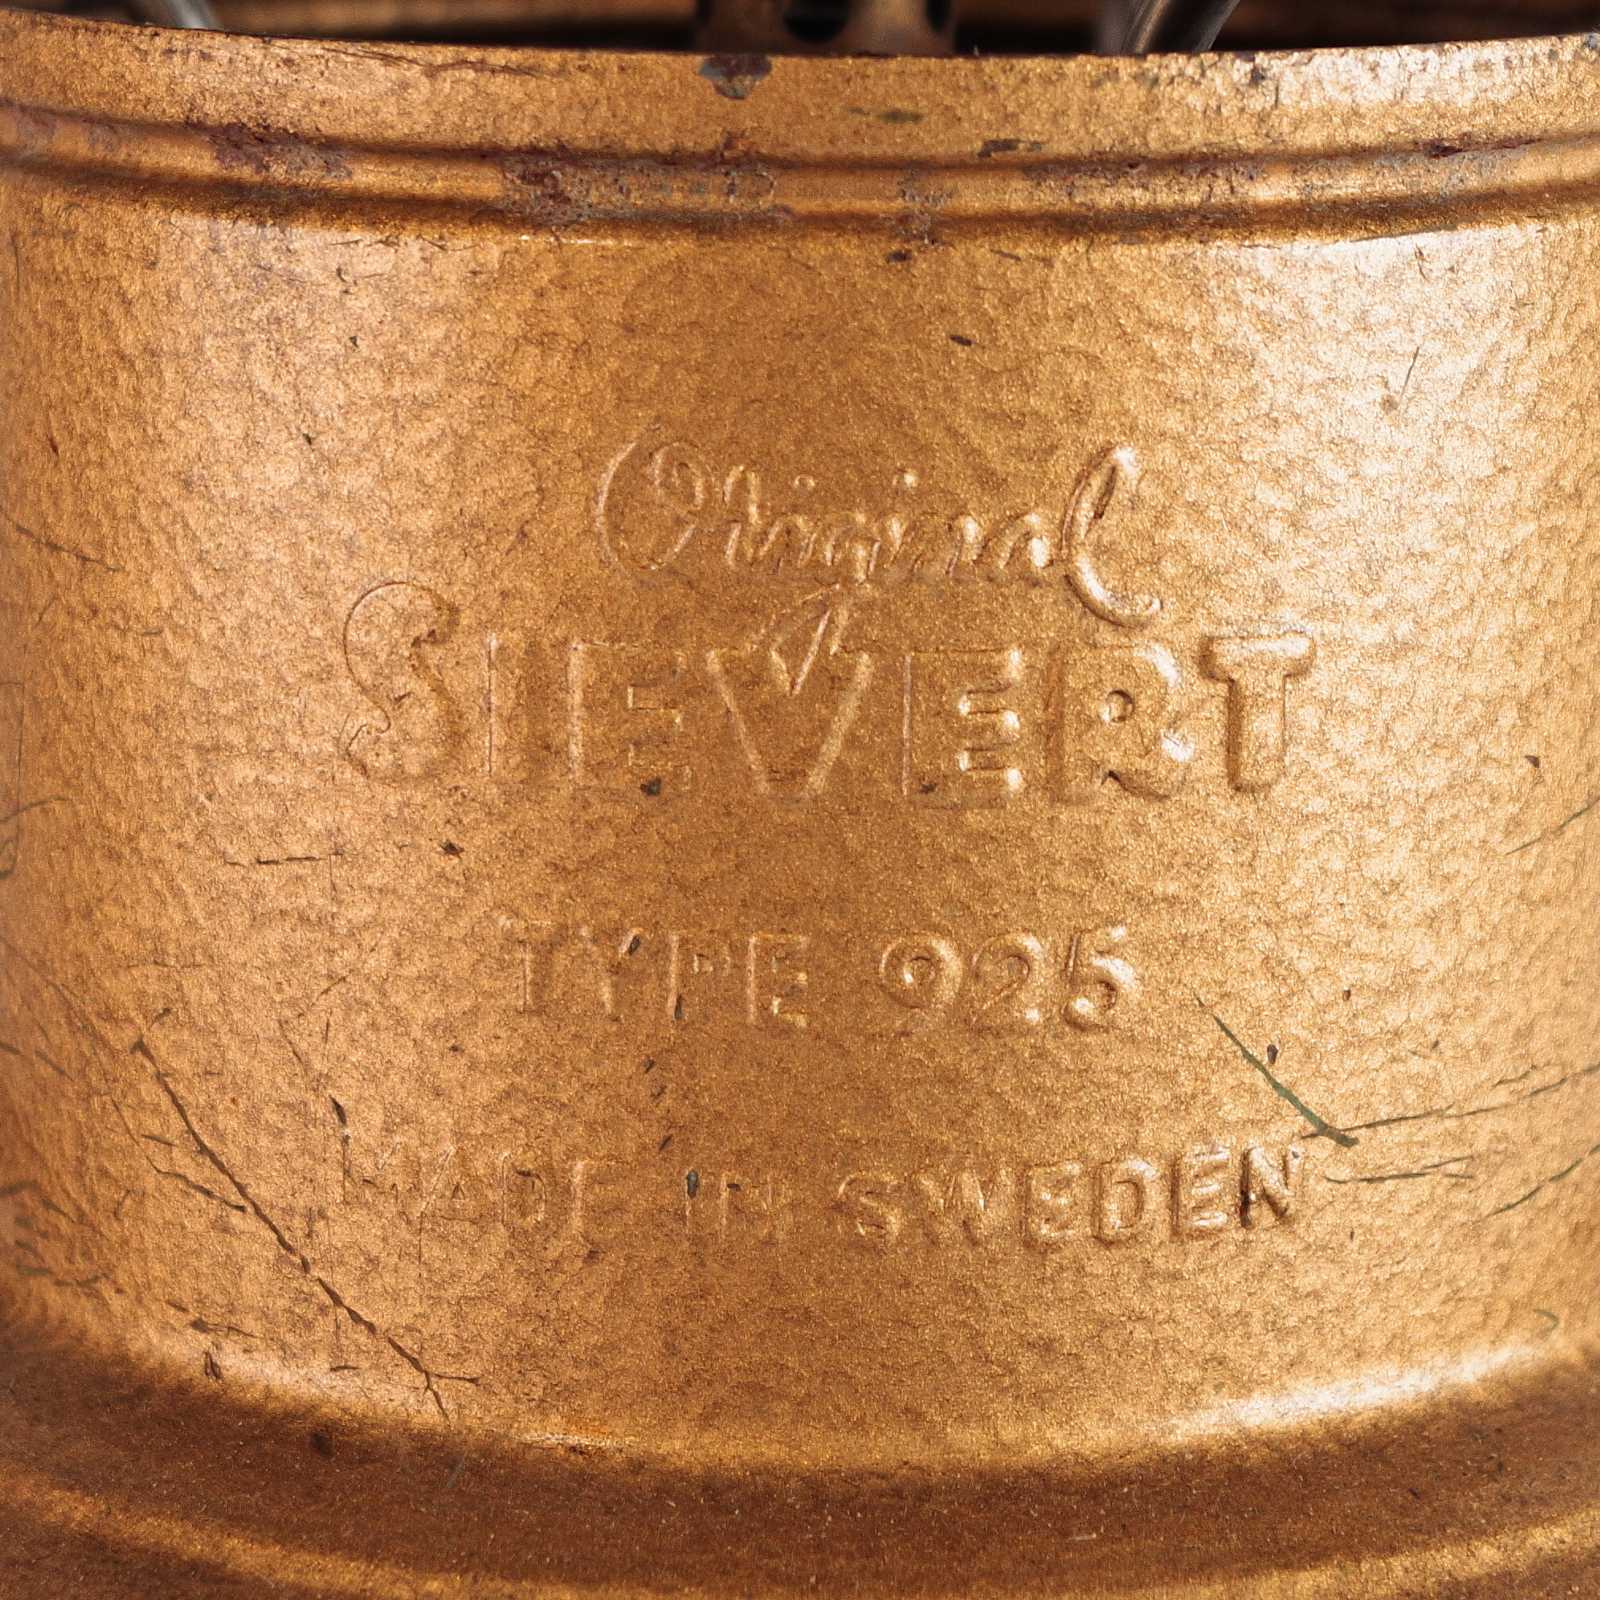 Original
SIEVERT
TYPE 925
MADE IN SWEDEN